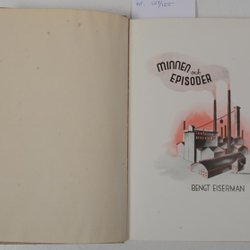 MINNEN och
EPISODER
BENGT EISERMAN